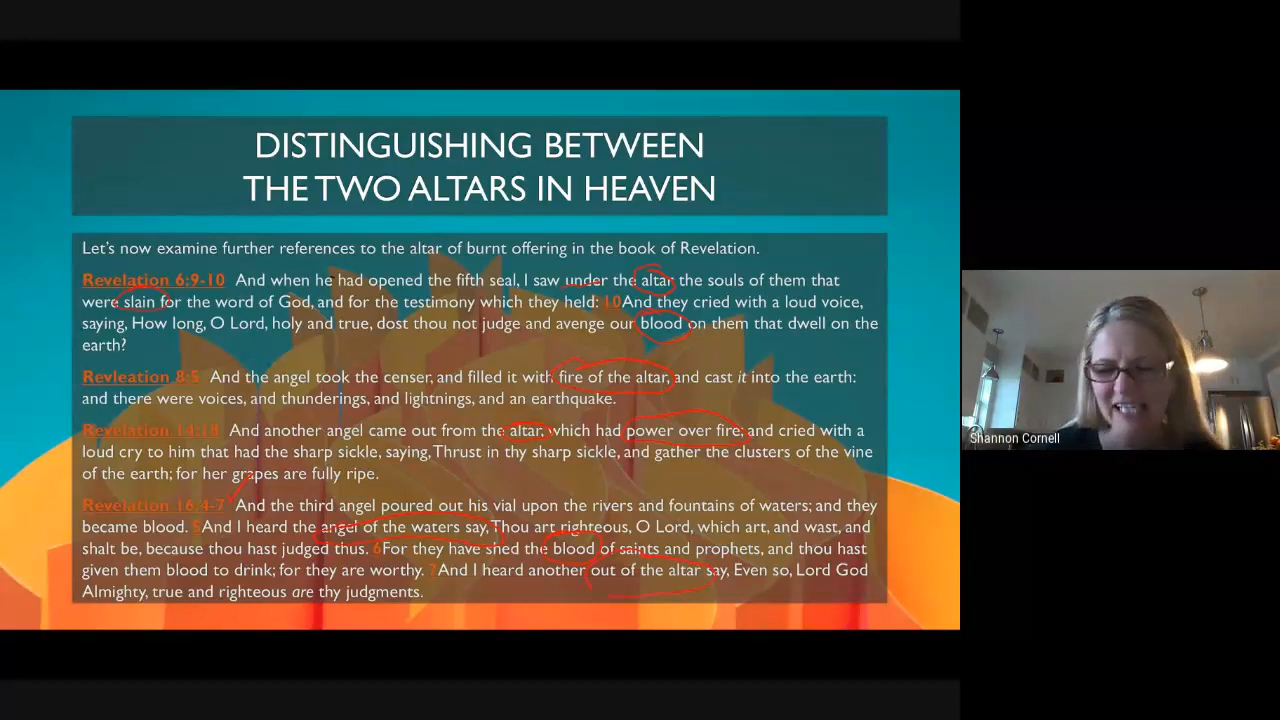 DISTINGUISHING BETWEEN
THE TWO ALTARS IN HEAVEN
Let's now examine further references to the altar of burnt offering in the book of Revelation.
Revelation 6:9-10 And when he had opened the fifth seal, I saw under the altar the souls of them that
were slain for the word of God, and for the testimony which they held: 10And they cried with a loud voice,
saying, How long, O Lord, holy and true, dost thou not judge and avenge our blood on them that dwell on the
earth?
Revleation 8:5 And the angel took the censer, and filled it with fire of the altar, and cast it into the earth:
and there were voices, and thunderings, and lightnings, and an earthquake.
Revelation 14:18 And another angel came out from the altar, which had power over fire; and cried with a
loud cry to him that had the sharp sickle, saying, Thrust in thy sharp sickle, and gather the clusters of the vine
of the earth; for her grapes are fully ripe.
Revelation 16:4-7 And the third angel poured out his vial upon the rivers and fountains of waters; and they
became blood. 5And I heard the angel of the waters say, Thou art righteous, O Lord, which art, and wast, and
shalt be, because thou hast judged thus. 6For they have shed the blood of saints and prophets, and thou hast
given them blood to drink; for they are worthy. 7And I heard another out of the altar say, Even so, Lord God
Almighty, true and righteous are thy judgments.
Shannon Cornell